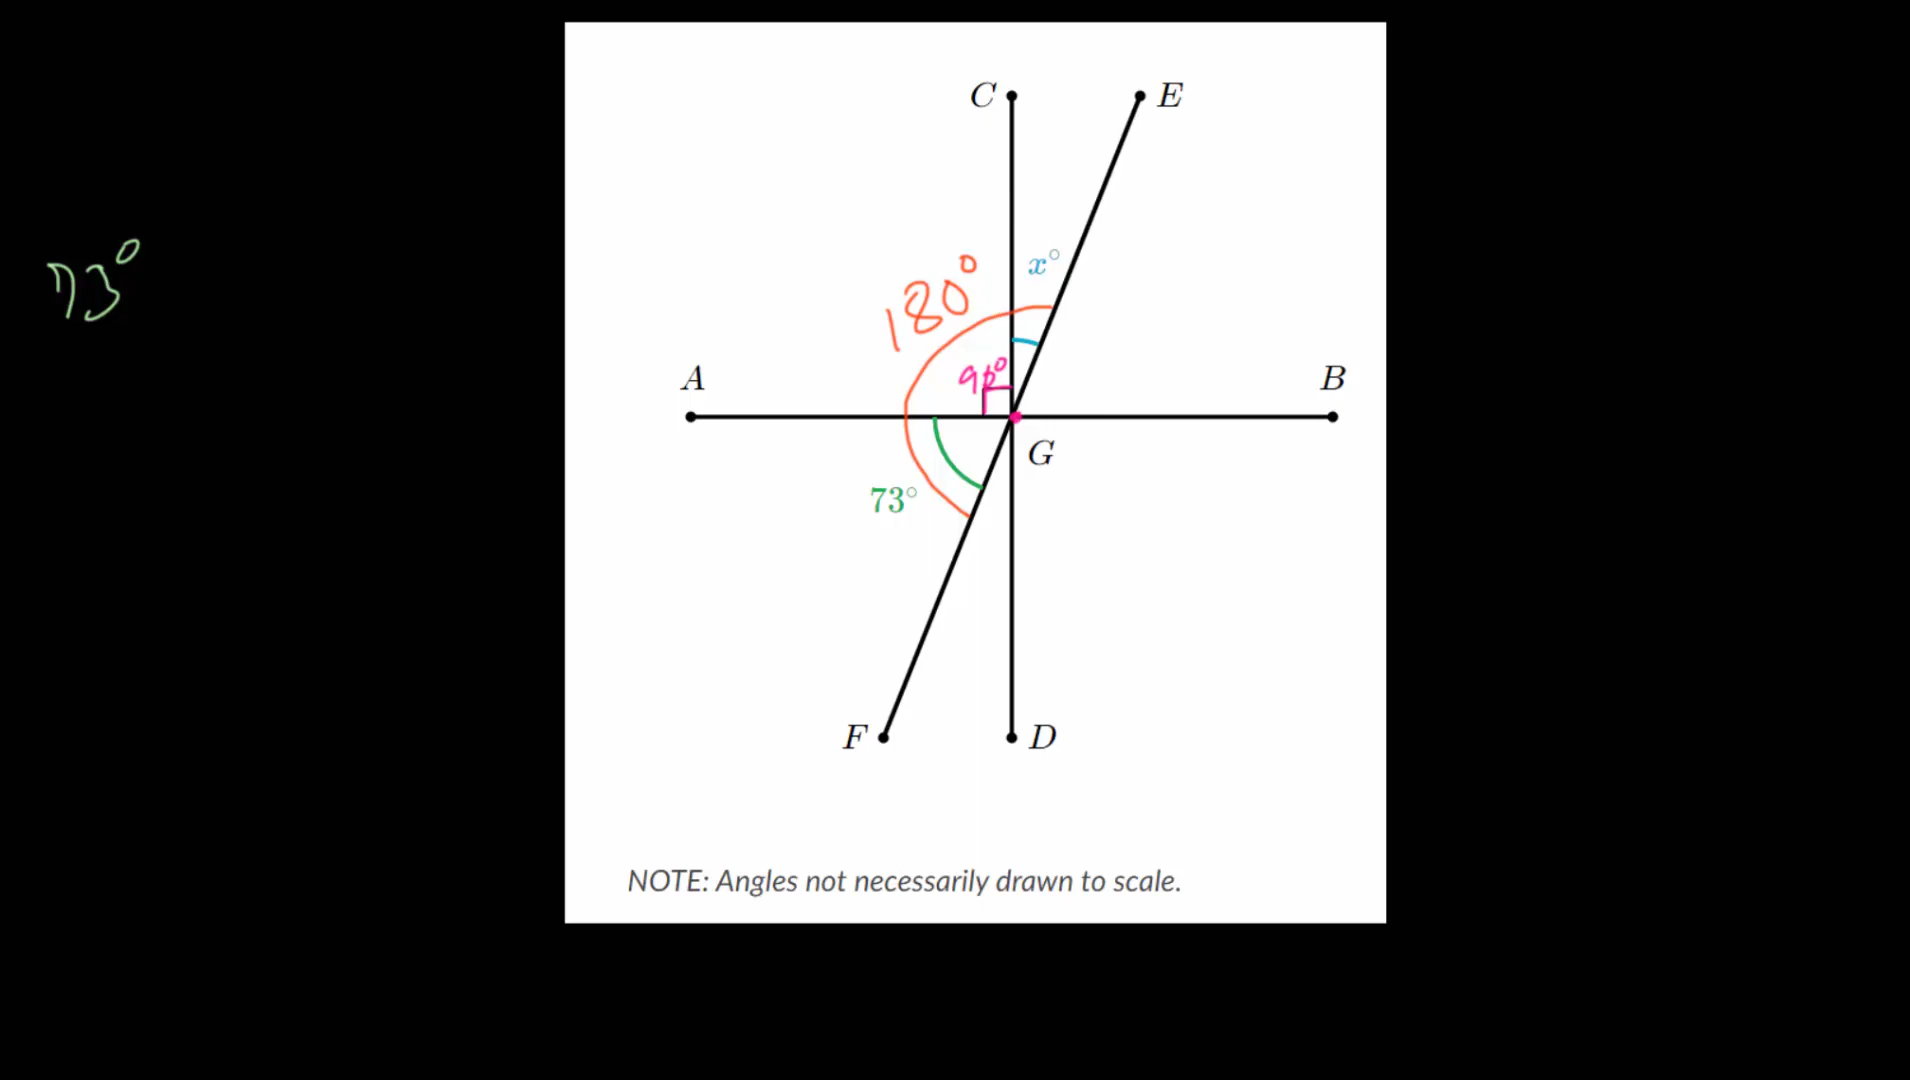 C
E
73°
180°
x°
90°
A
B
G
73°
F
D
NOTE: Angles not necessarily drawn to scale.